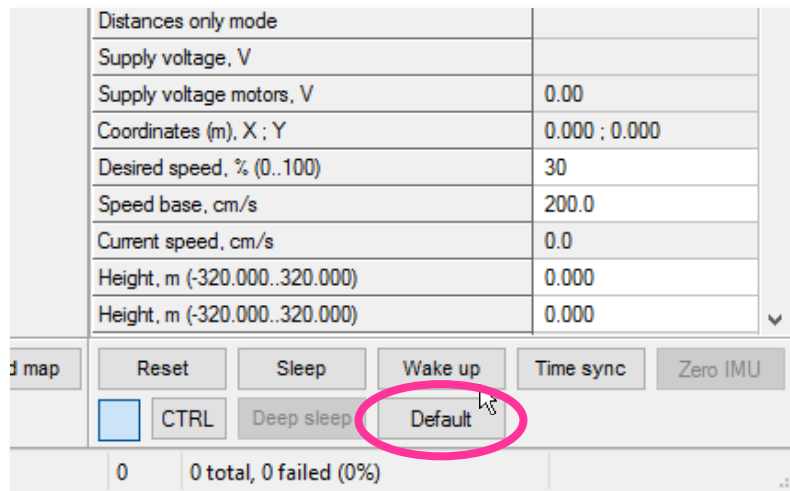 Distances only mode
Supply voltage, V
Supply voltage motors, V 0.00
Coordinates (m), X ; Y 0.000 ; 0.000
Desired speed, % (0..100) 30
Speed base, cm/s 200.0
Current speed, cm/s 0.0
Height, m (-320.000..320.000) 0.000
Height, m (-320.000..320.000) 0.000
d map Reset Sleep Wake up Time sync Zero IMU
CTRL Deep sleep Default
0 0 total, 0 failed (0%)